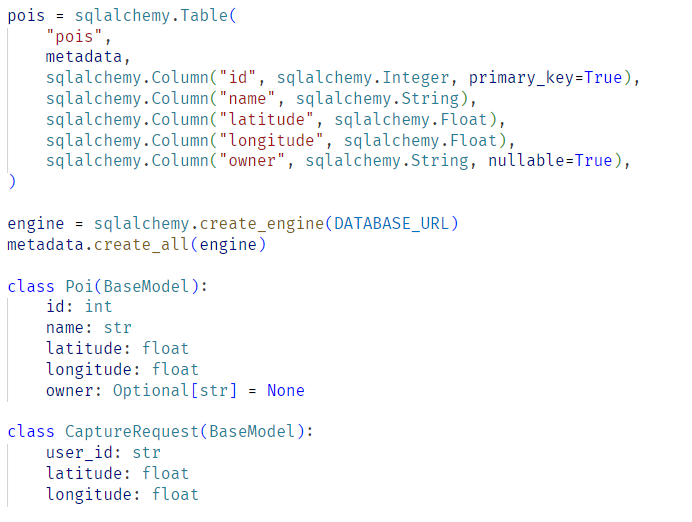 pois = sqlalchemy.Table(
    "pois",
    metadata,
    sqlalchemy.Column("id", sqlalchemy.Integer, primary_key=True),
    sqlalchemy.Column("name", sqlalchemy.String),
    sqlalchemy.Column("latitude", sqlalchemy.Float),
    sqlalchemy.Column("longitude", sqlalchemy.Float),
    sqlalchemy.Column("owner", sqlalchemy.String, nullable=True),
)

engine = sqlalchemy.create_engine(DATABASE_URL)
metadata.create_all(engine)

class Poi(BaseModel):
    id: int
    name: str
    latitude: float
    longitude: float
    owner: Optional[str] = None

class CaptureRequest(BaseModel):
    user_id: str
    latitude: float
    longitude: float